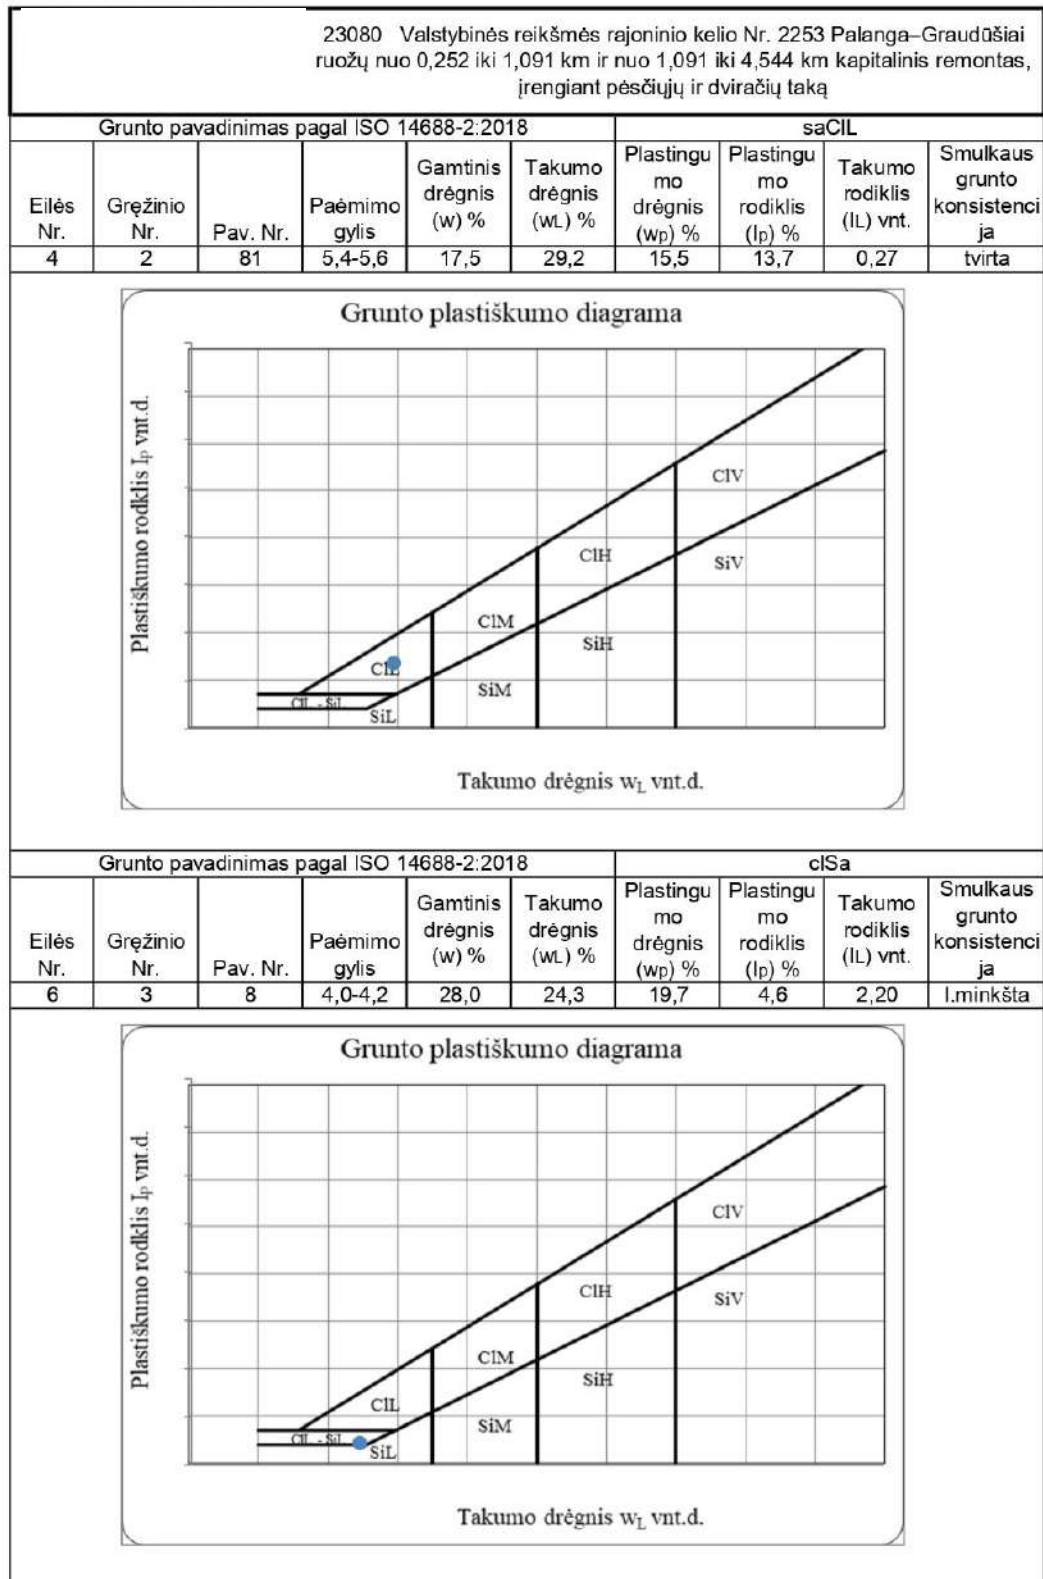 23080 Valstybinės reikšmės rajoninio kelio Nr. 2253 Palanga–Graudūšiai
ruožų nuo 0,252 iki 1,091 km ir nuo 1,091 iki 4,544 km kapitalinis remontas,
įrengiant pėsčiųjų ir dviračių taką
Grunto pavadinimas pagal ISO 14688-2:2018 saClL
Eilės Nr. Gręžinio Nr. Pav. Nr. Paėmimo gylis Gamtinis drėgnis (w) % Takumo drėgnis (wL) % Plastingumo drėgnis (wp) % Plastingumo rodiklis (Ip) % Takumo rodiklis (IL) vnt. Smulkaus grunto konsistencija
4 2 81 5,4-5,6 17,5 29,2 15,5 13,7 0,27 tvirta
Grunto plastiškumo diagrama
Plastiškumo rodklis Ip vnt.d.
ClV
ClH
SiV
ClM
SiH
ClL
SiM
ClL - SiL
SiL
Takumo drėgnis wL vnt.d.
Grunto pavadinimas pagal ISO 14688-2:2018 clSa
Eilės Nr. Gręžinio Nr. Pav. Nr. Paėmimo gylis Gamtinis drėgnis (w) % Takumo drėgnis (wL) % Plastingumo drėgnis (wp) % Plastingumo rodiklis (Ip) % Takumo rodiklis (IL) vnt. Smulkaus grunto konsistencija
6 3 8 4,0-4,2 28,0 24,3 19,7 4,6 2,20 l.minkšta
Grunto plastiškumo diagrama
Plastiškumo rodklis Ip vnt.d.
ClV
ClH
SiV
ClM
SiH
ClL
SiM
ClL - SiL
SiL
Takumo drėgnis wL vnt.d.